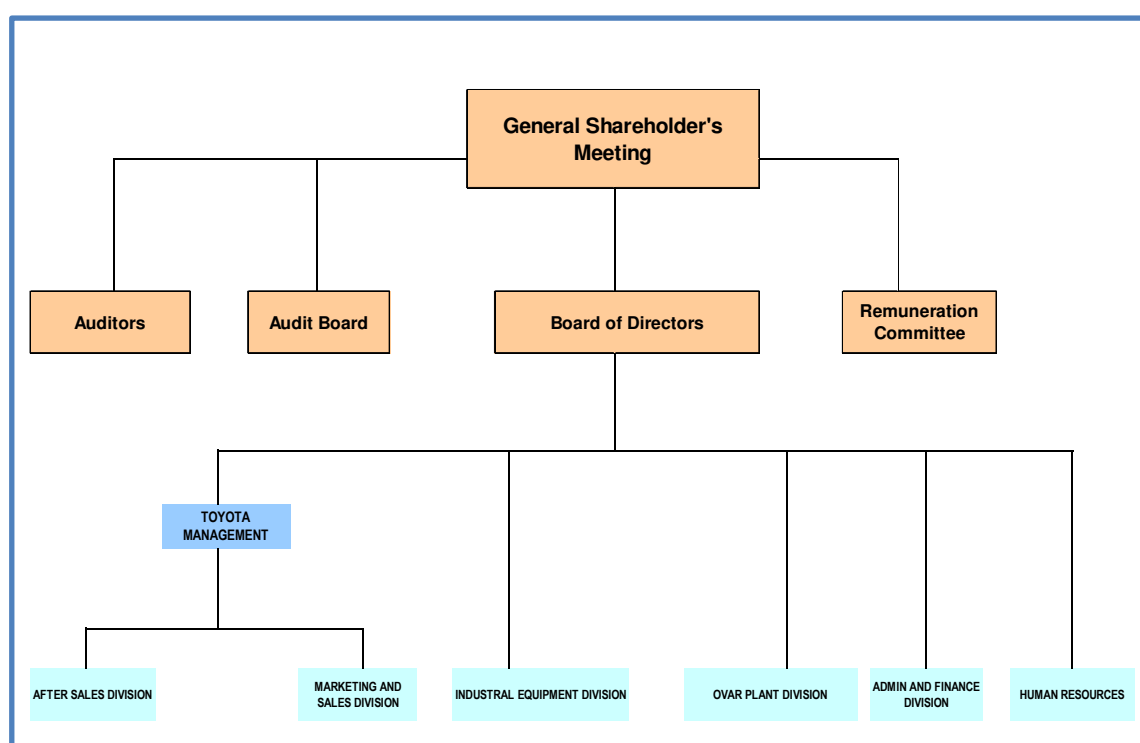 General Shareholder's
Meeting
Auditors
Audit Board
Board of Directors
Remuneration
Committee
TOYOTA
MANAGEMENT
AFTER SALES DIVISION
MARKETING AND
SALES DIVISION
INDUSTRAL EQUIPMENT DIVISION
OVAR PLANT DIVISION
ADMIN AND FINANCE
DIVISION
HUMAN RESOURCES